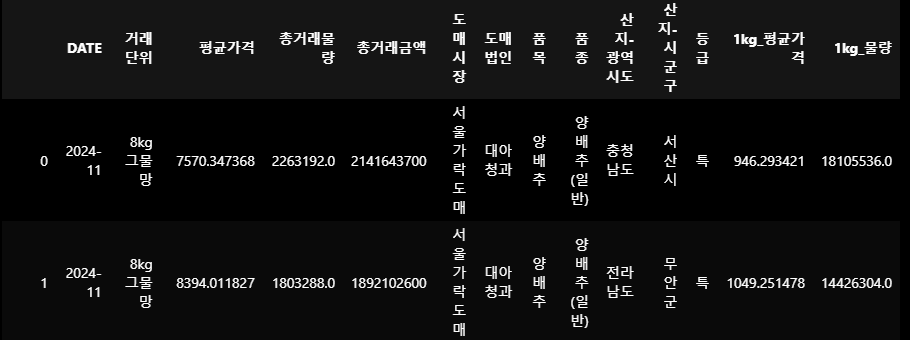 DATE 거래단위 평균가격 총거래물량 총거래금액 도매시장 도매법인 품목 품종 산지-광역시도 산지-시군구 등급 1kg_평균가격 1kg_물량
0 2024-11 8kg그물망 7570.347368 2263192.0 2141643700 서울가락도매 대아청과 양배추 양배추(일반) 충청남도 서산시 특 946.293421 18105536.0
1 2024-11 8kg그물망 8394.011827 1803288.0 1892102600 서울가락도매 대아청과 양배추 양배추(일반) 전라남도 무안군 특 1049.251478 14426304.0